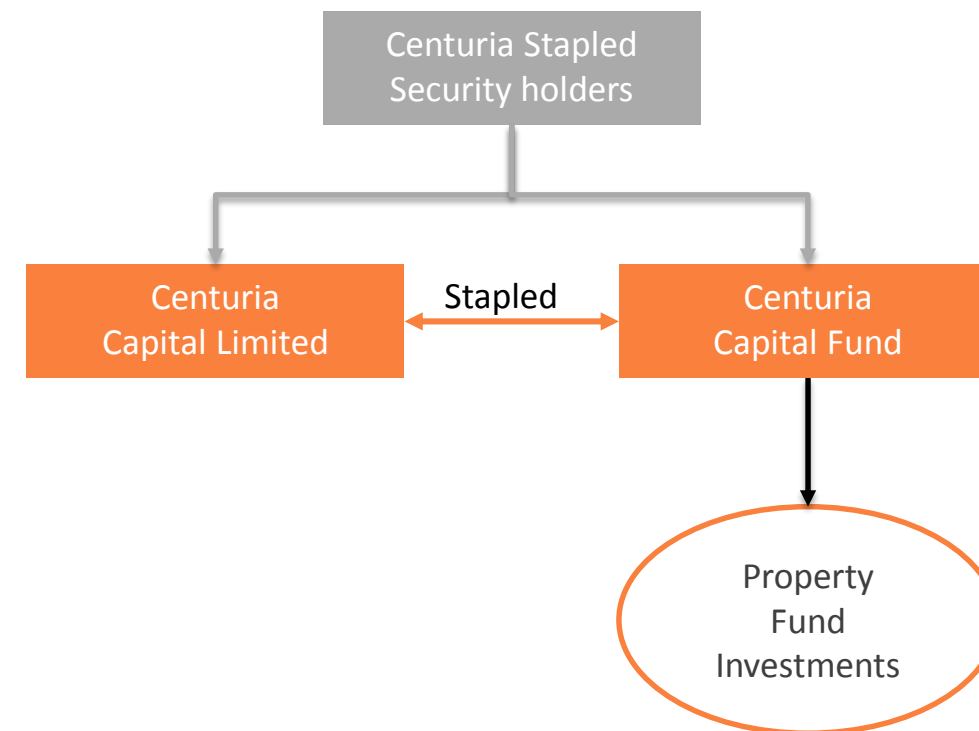 Centuria Stapled
Security holders
Centuria
Capital Limited
Stapled
Centuria
Capital Fund
Property
Fund
Investments